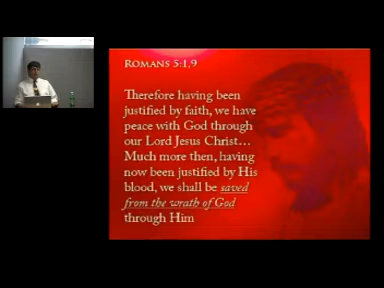 ROMANS 5:1,9
Therefore having been
justified by faith, we have
peace with God through
our Lord Jesus Christ…
Much more then, having
now been justified by His
blood, we shall be saved
from the wrath of God
through Him